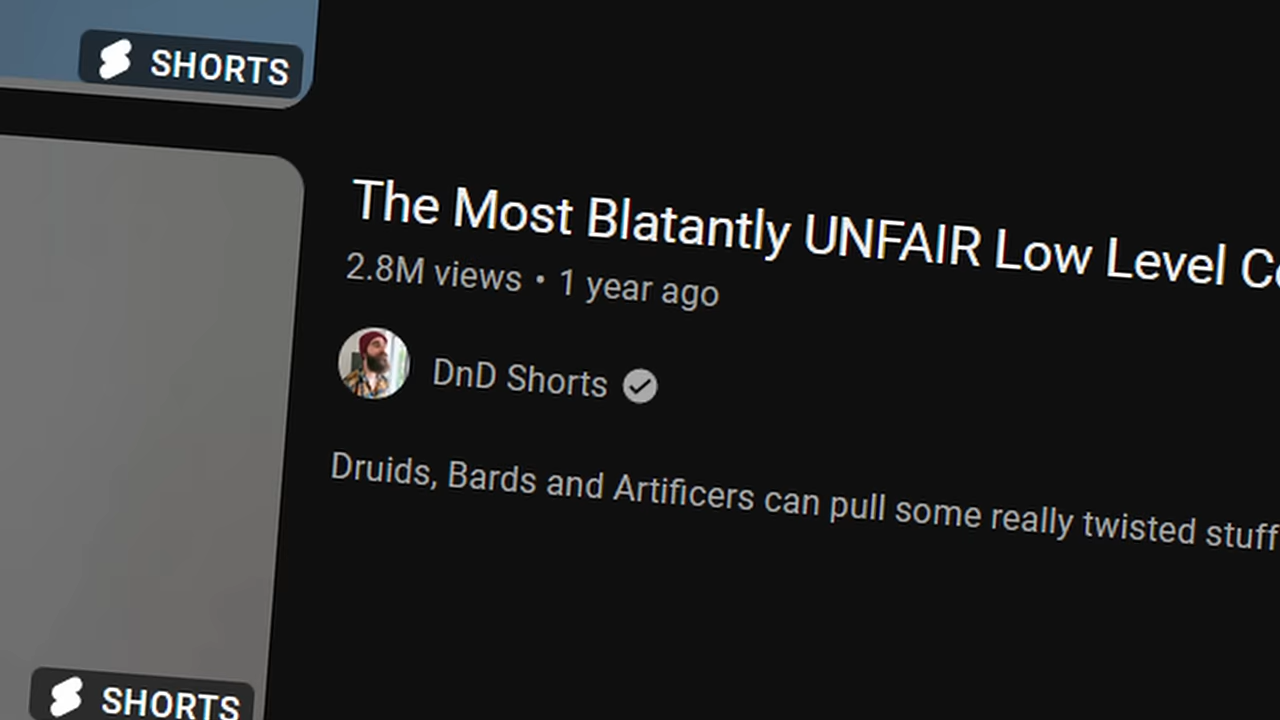 SHORTS
The Most Blatantly UNFAIR Low Level
2.8M views • 1 year ago
DnD Shorts
Druids, Bards and Artificers can pull some really twisted stuff
SHORTS